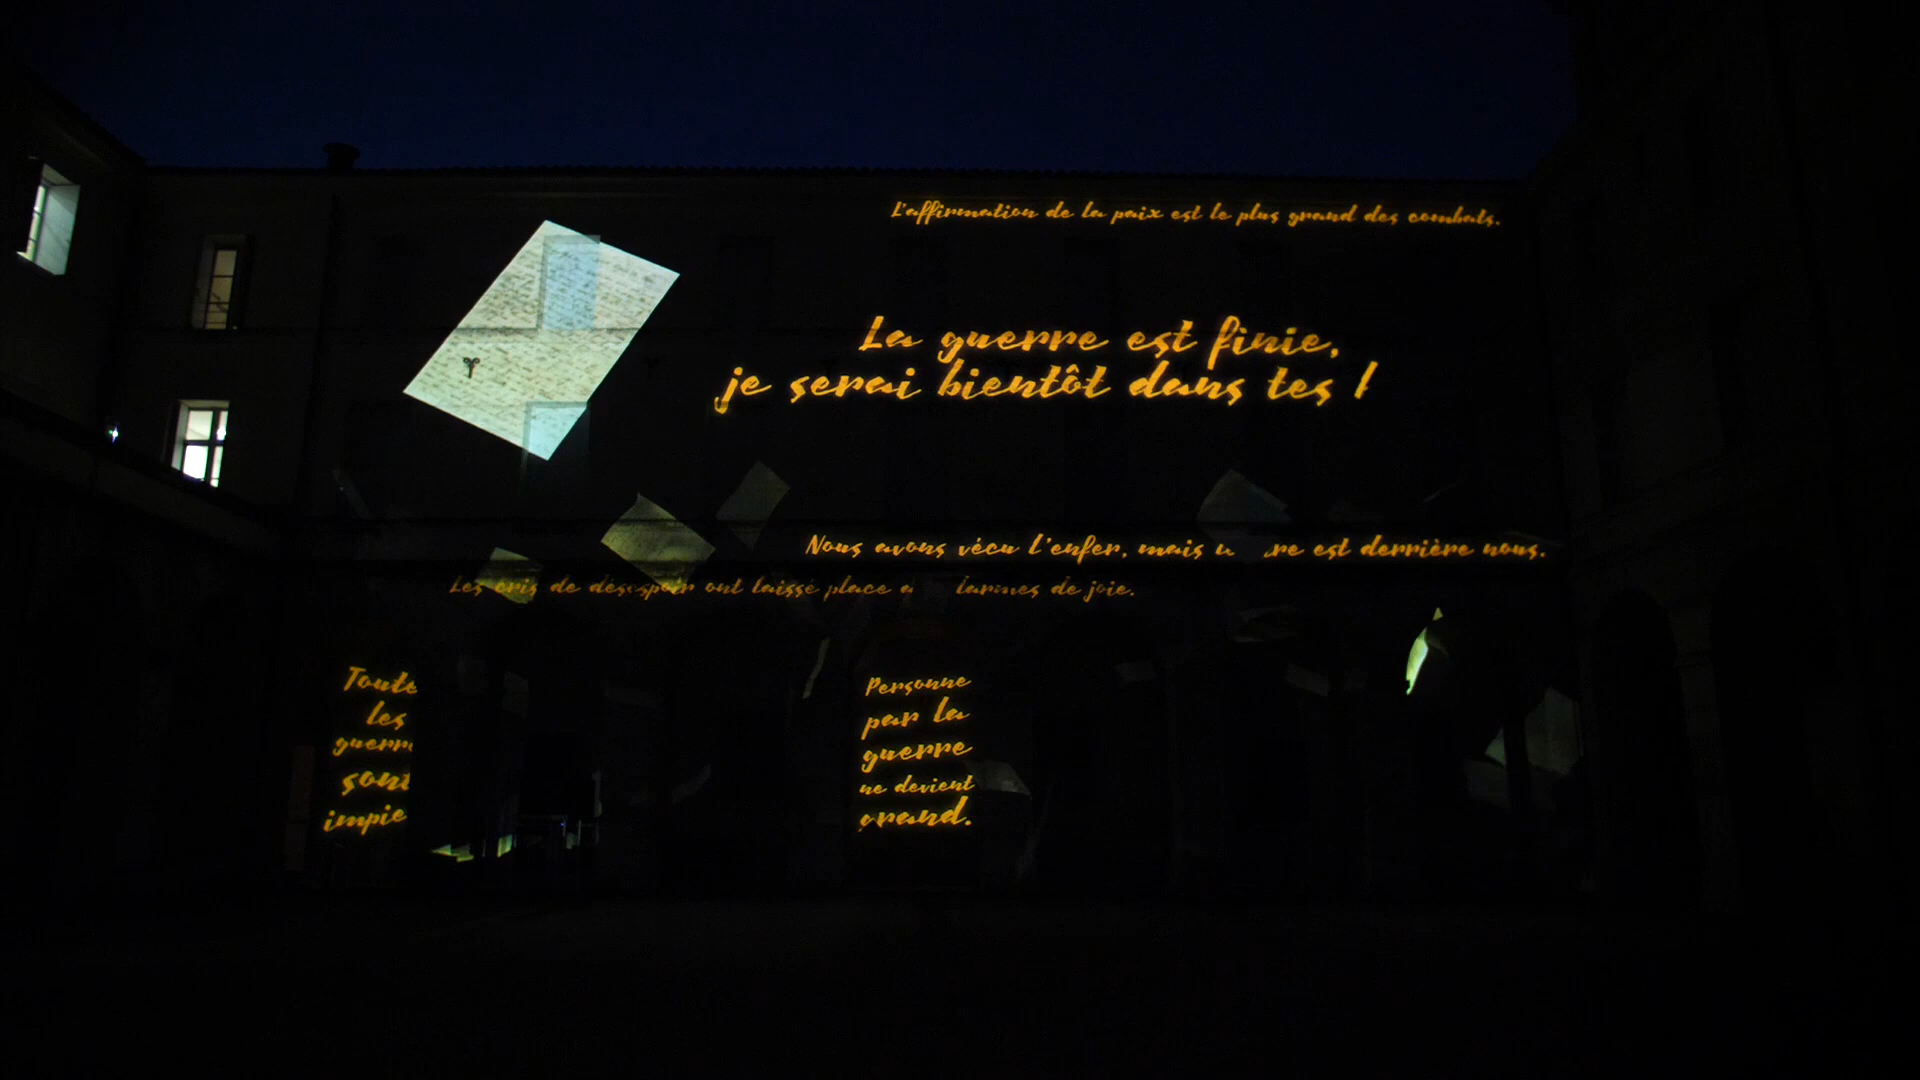 L'affirmation de la paix est le plus grand des combats.
La guerre est finie,
je serai bientôt dans tes
Nous avons vécu l'enfer, mais est derrière nous.
Les cris de désespoir ont laissé place larmes de joie.
Toute
les
guerre
sont
impie
Personne
par la
guerre
ne devient
grand.